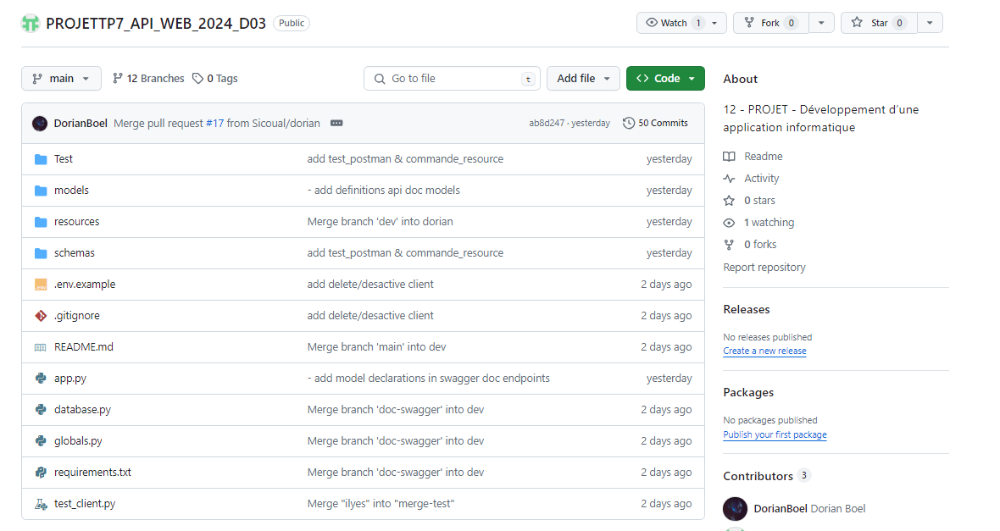 PROJETTP7_API_WEB_2024_D03 Public Watch 1 Fork 0 Star 0
main 12 Branches 0 Tags Go to file t Add file Code
DorianBoel Merge pull request #17 from Sicoual/dorian ab8d247 · yesterday 50 Commits
Test add test_postman & commande_resource yesterday
models - add definitions api doc models yesterday
resources Merge branch 'dev' into dorian yesterday
schemas add test_postman & commande_resource yesterday
.env.example add delete/desactive client 2 days ago
.gitignore add delete/desactive client 2 days ago
README.md Merge branch 'main' into dev 2 days ago
app.py - add model declarations in swagger doc endpoints yesterday
database.py Merge branch 'doc-swagger' into dev 2 days ago
globals.py Merge branch 'doc-swagger' into dev 2 days ago
requirements.txt Merge branch 'doc-swagger' into dev 2 days ago
test_client.py Merge "ilyes" into "merge-test" 2 days ago
About
12 - PROJET - Développement d’une
application informatique
Readme
Activity
0 stars
1 watching
0 forks
Report repository
Releases
No releases published
Create a new release
Packages
No packages published
Publish your first package
Contributors 3
DorianBoel Dorian Boel